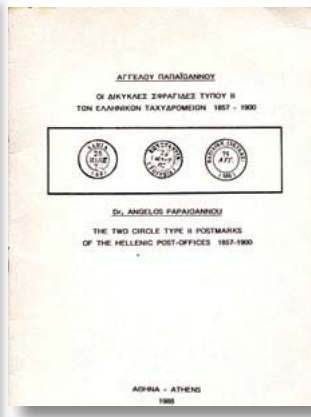 ΑΓΓΕΛΟΥ ΠΑΠΑΪΩΑΝΝΟΥ
ΟΙ ΔΙΚΥΚΛΕΣ ΣΦΡΑΓΙΔΕΣ ΤΥΠΟΥ ΙΙ
ΤΩΝ ΕΛΛΗΝΙΚΩΝ ΤΑΧΥΔΡΟΜΕΙΩΝ 1857 - 1900
ΛΑΜΙΑ
Dr, ANGELOS PAPAIOANNOU
THE TWO CIRCLE TYPE II POSTMARKS
OF THE HELLENIC POST-OFFICES 1857-1900
ΑΘΗΝΑ - ATHENS
1988